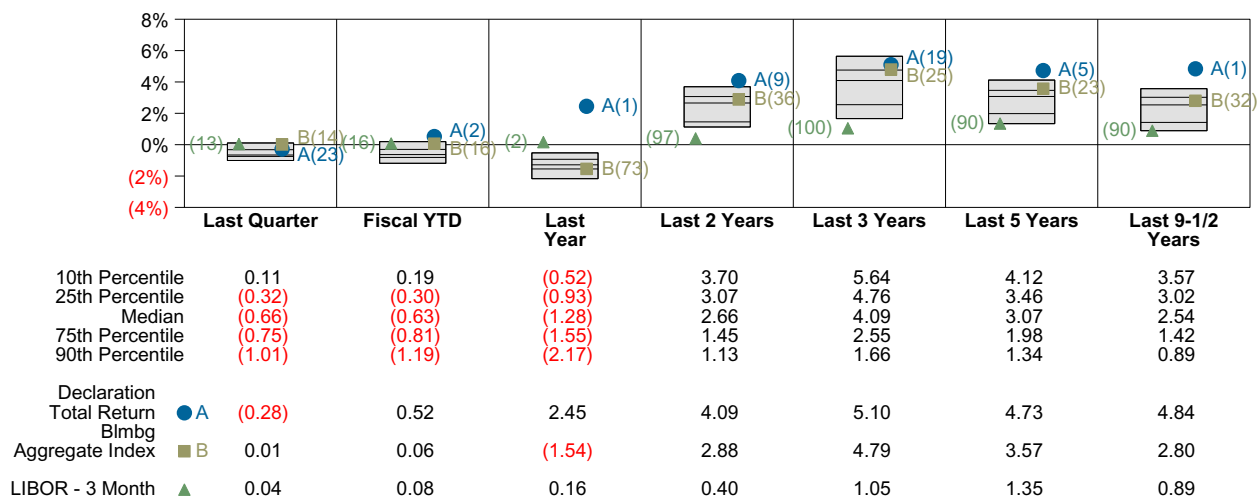 8%
6%
4%
2%
0%
(2%)
(4%)
(13) B(14) A(23)
(16) A(2) B(16)
(2) A(1) B(73)
(97) A(9) B(36)
(100) A(19) B(25)
(90) A(5) B(23)
(90) A(1) B(32)
Last Quarter Fiscal YTD Last Year Last 2 Years Last 3 Years Last 5 Years Last 9-1/2 Years
10th Percentile 0.11 0.19 (0.52) 3.70 5.64 4.12 3.57
25th Percentile (0.32) (0.30) (0.93) 3.07 4.76 3.46 3.02
Median (0.66) (0.63) (1.28) 2.66 4.09 3.07 2.54
75th Percentile (0.75) (0.81) (1.55) 1.45 2.55 1.98 1.42
90th Percentile (1.01) (1.19) (2.17) 1.13 1.66 1.34 0.89
Declaration
Total Return A (0.28) 0.52 2.45 4.09 5.10 4.73 4.84
Blmbg
Aggregate Index B 0.01 0.06 (1.54) 2.88 4.79 3.57 2.80
LIBOR - 3 Month 0.04 0.08 0.16 0.40 1.05 1.35 0.89